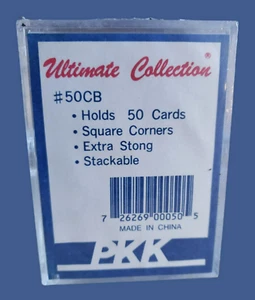 Ultimate Collection®
#50CB
• Holds 50 Cards
• Square Corners
• Extra Stong
• Stackable
7 26269 00050 5
MADE IN CHINA
PKK